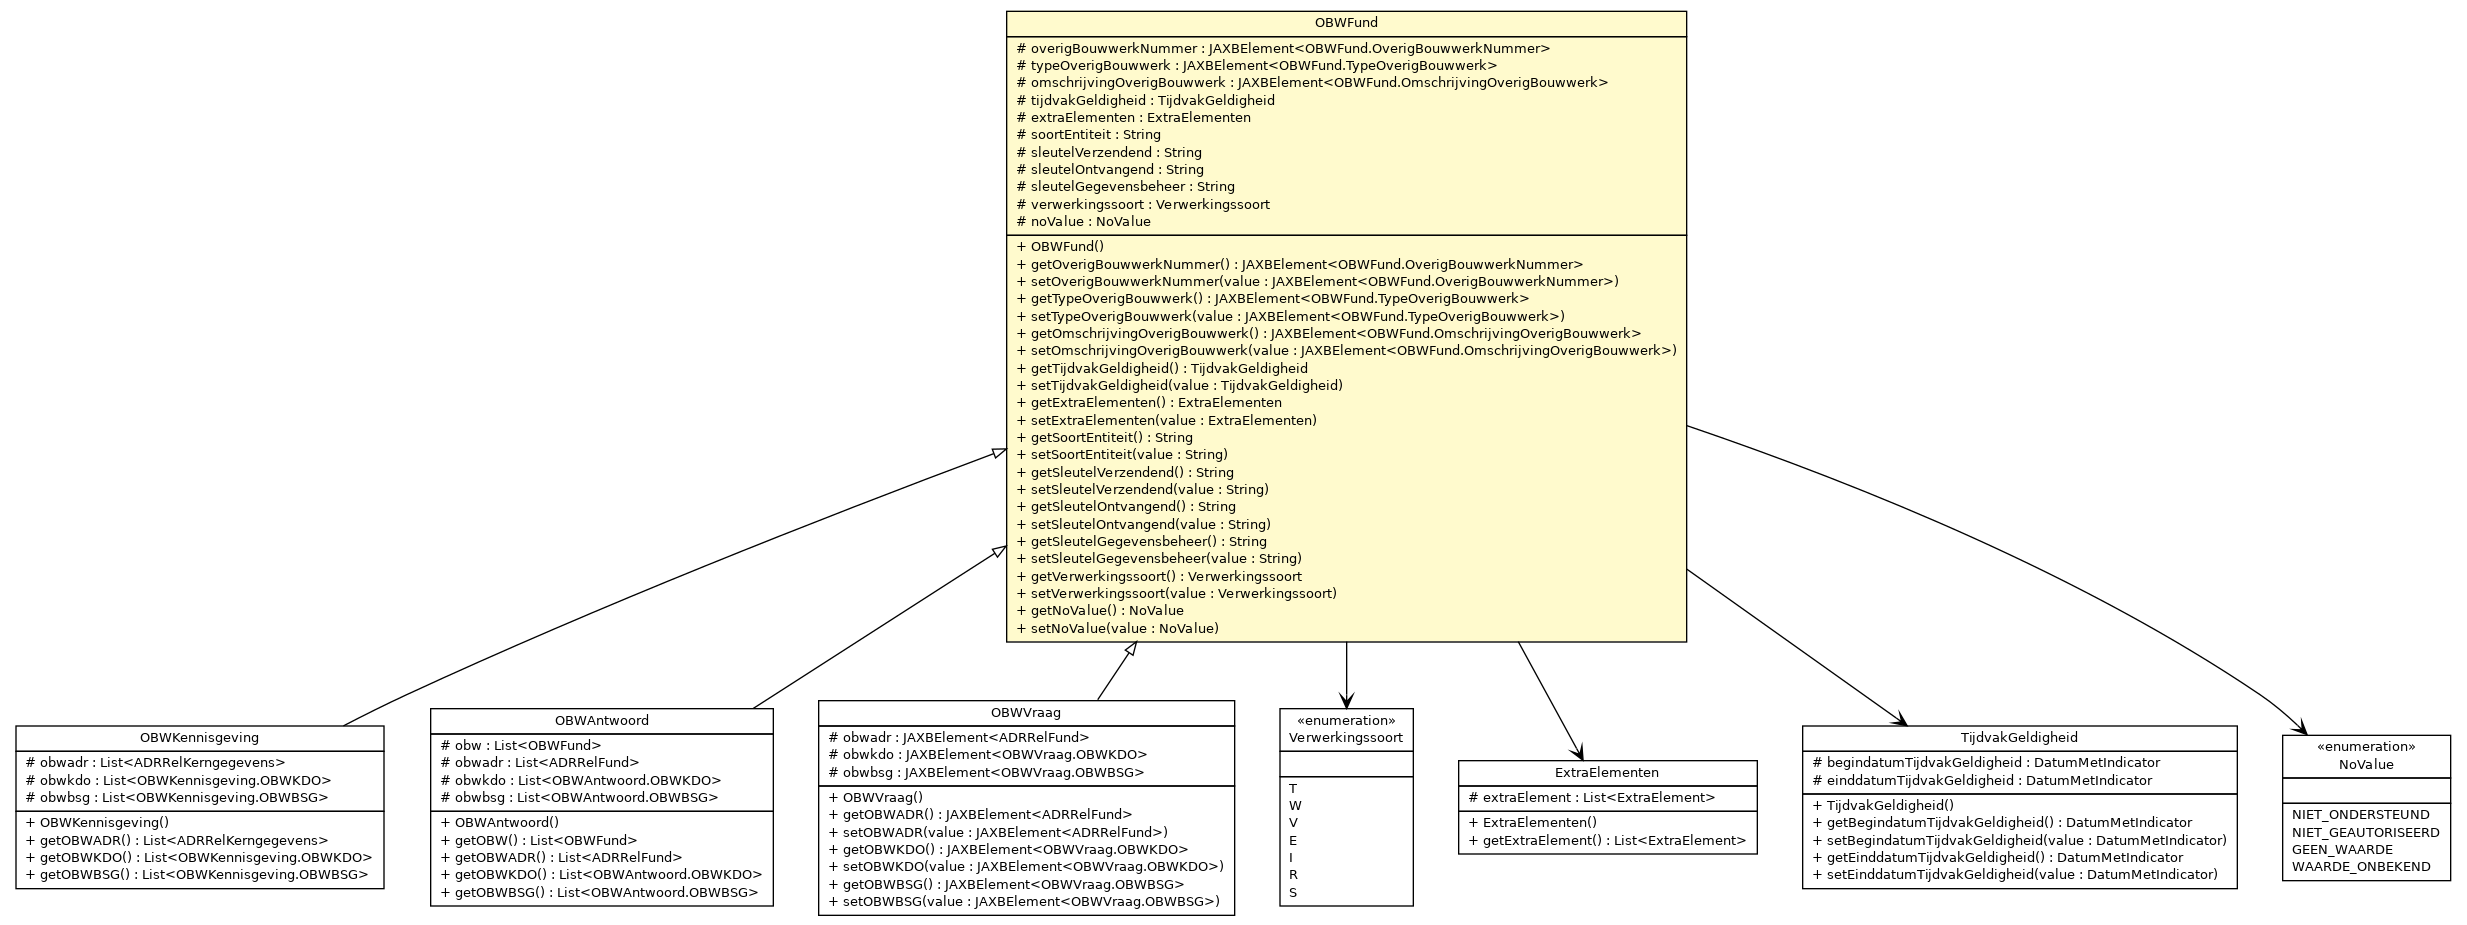 OBWFund
# overigBouwwerkNummer : JAXBElement<OBWFund.OverigBouwwerkNummer>
# typeOverigBouwwerk : JAXBElement<OBWFund.TypeOverigBouwwerk>
# omschrijvingOverigBouwwerk : JAXBElement<OBWFund.OmschrijvingOverigBouwwerk>
# tijdvakGeldigheid : TijdvakGeldigheid
# extraElementen : ExtraElementen
# soortEntiteit : String
# sleutelVerzendend : String
# sleutelOntvangend : String
# sleutelGegevensbeheer : String
# verwerkingssoort : Verwerkingssoort
# noValue : NoValue
+ OBWFund()
+ getOverigBouwwerkNummer() : JAXBElement<OBWFund.OverigBouwwerkNummer>
+ setOverigBouwwerkNummer(value : JAXBElement<OBWFund.OverigBouwwerkNummer>)
+ getTypeOverigBouwwerk() : JAXBElement<OBWFund.TypeOverigBouwwerk>
+ setTypeOverigBouwwerk(value : JAXBElement<OBWFund.TypeOverigBouwwerk>)
+ getOmschrijvingOverigBouwwerk() : JAXBElement<OBWFund.OmschrijvingOverigBouwwerk>
+ setOmschrijvingOverigBouwwerk(value : JAXBElement<OBWFund.OmschrijvingOverigBouwwerk>)
+ getTijdvakGeldigheid() : TijdvakGeldigheid
+ setTijdvakGeldigheid(value : TijdvakGeldigheid)
+ getExtraElementen() : ExtraElementen
+ setExtraElementen(value : ExtraElementen)
+ getSoortEntiteit() : String
+ setSoortEntiteit(value : String)
+ getSleutelVerzendend() : String
+ setSleutelVerzendend(value : String)
+ getSleutelOntvangend() : String
+ setSleutelOntvangend(value : String)
+ getSleutelGegevensbeheer() : String
+ setSleutelGegevensbeheer(value : String)
+ getVerwerkingssoort() : Verwerkingssoort
+ setVerwerkingssoort(value : Verwerkingssoort)
+ getNoValue() : NoValue
+ setNoValue(value : NoValue)
OBWKennisgeving
# obwadr : List<ADRRelKerngegevens>
# obwkdo : List<OBWKennisgeving.OBWKDO>
# obwbsg : List<OBWKennisgeving.OBWBSG>
+ OBWKennisgeving()
+ getOBWADR() : List<ADRRelKerngegevens>
+ getOBWKDO() : List<OBWKennisgeving.OBWKDO>
+ getOBWBSG() : List<OBWKennisgeving.OBWBSG>
OBWAntwoord
# obw : List<OBWFund>
# obwadr : List<ADRRelFund>
# obwkdo : List<OBWAntwoord.OBWKDO>
# obwbsg : List<OBWAntwoord.OBWBSG>
+ OBWAntwoord()
+ getOBW() : List<OBWFund>
+ getOBWADR() : List<ADRRelFund>
+ getOBWKDO() : List<OBWAntwoord.OBWKDO>
+ getOBWBSG() : List<OBWAntwoord.OBWBSG>
OBWVraag
# obwadr : JAXBElement<ADRRelFund>
# obwkdo : JAXBElement<OBWVraag.OBWKDO>
# obwbsg : JAXBElement<OBWVraag.OBWBSG>
+ OBWVraag()
+ getOBWADR() : JAXBElement<ADRRelFund>
+ setOBWADR(value : JAXBElement<ADRRelFund>)
+ getOBWKDO() : JAXBElement<OBWVraag.OBWKDO>
+ setOBWKDO(value : JAXBElement<OBWVraag.OBWKDO>)
+ getOBWBSG() : JAXBElement<OBWVraag.OBWBSG>
+ setOBWBSG(value : JAXBElement<OBWVraag.OBWBSG>)
«enumeration»
Verwerkingssoort
T
W
V
E
I
R
S
ExtraElementen
# extraElement : List<ExtraElement>
+ ExtraElementen()
+ getExtraElement() : List<ExtraElement>
TijdvakGeldigheid
# begindatumTijdvakGeldigheid : DatumMetIndicator
# einddatumTijdvakGeldigheid : DatumMetIndicator
+ TijdvakGeldigheid()
+ getBegindatumTijdvakGeldigheid() : DatumMetIndicator
+ setBegindatumTijdvakGeldigheid(value : DatumMetIndicator)
+ getEinddatumTijdvakGeldigheid() : DatumMetIndicator
+ setEinddatumTijdvakGeldigheid(value : DatumMetIndicator)
«enumeration»
NoValue
NIET_ONDERSTEUND
NIET_GEAUTORISEERD
GEEN_WAARDE
WAARDE_ONBEKEND